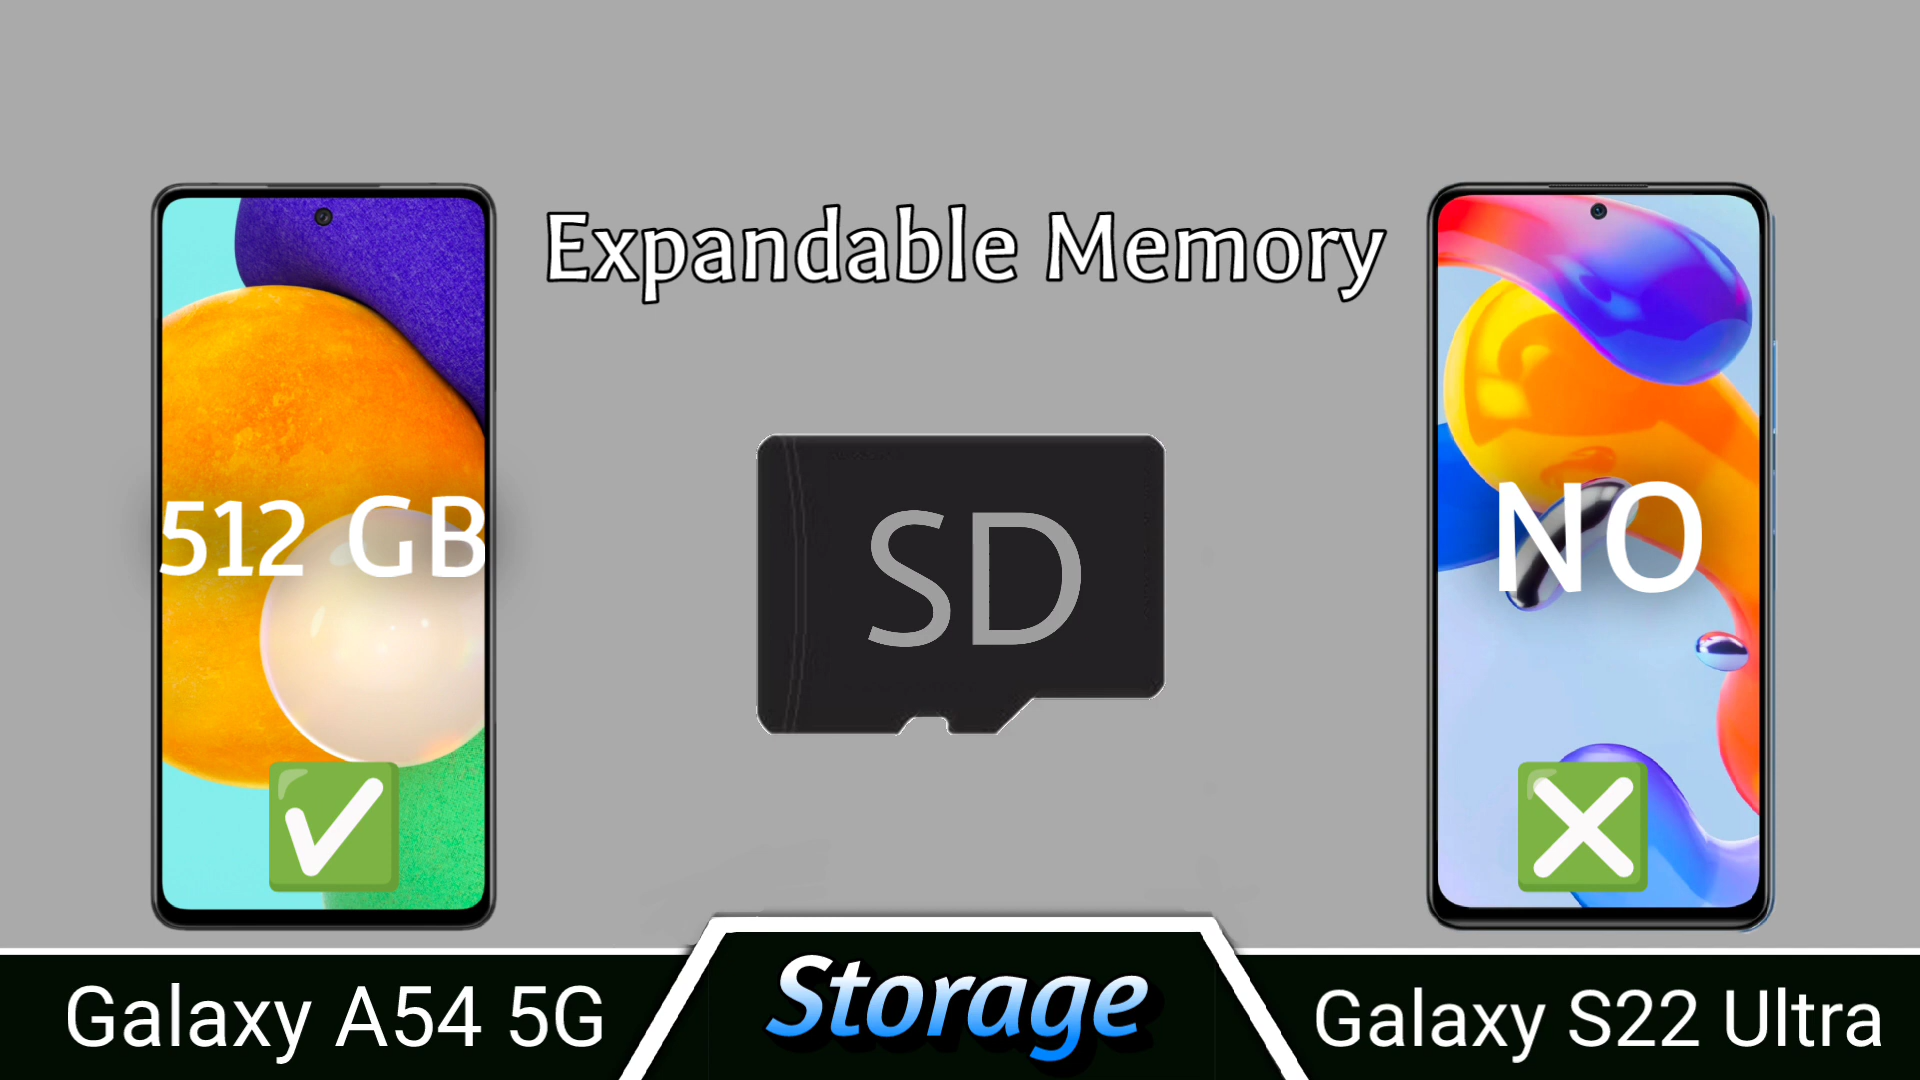 Expandable Memory
512 GB
SD
NO
Galaxy A54 5G
Storage
Galaxy S22 Ultra